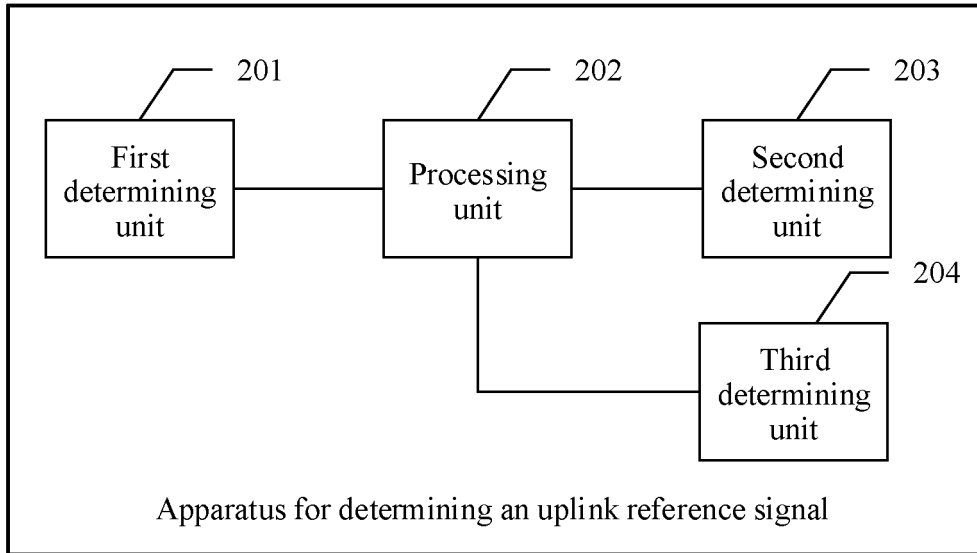 201
202
203
First
determining
unit
Processing
unit
Second
determining
unit
204
Third
determining
unit
Apparatus for determining an uplink reference signal